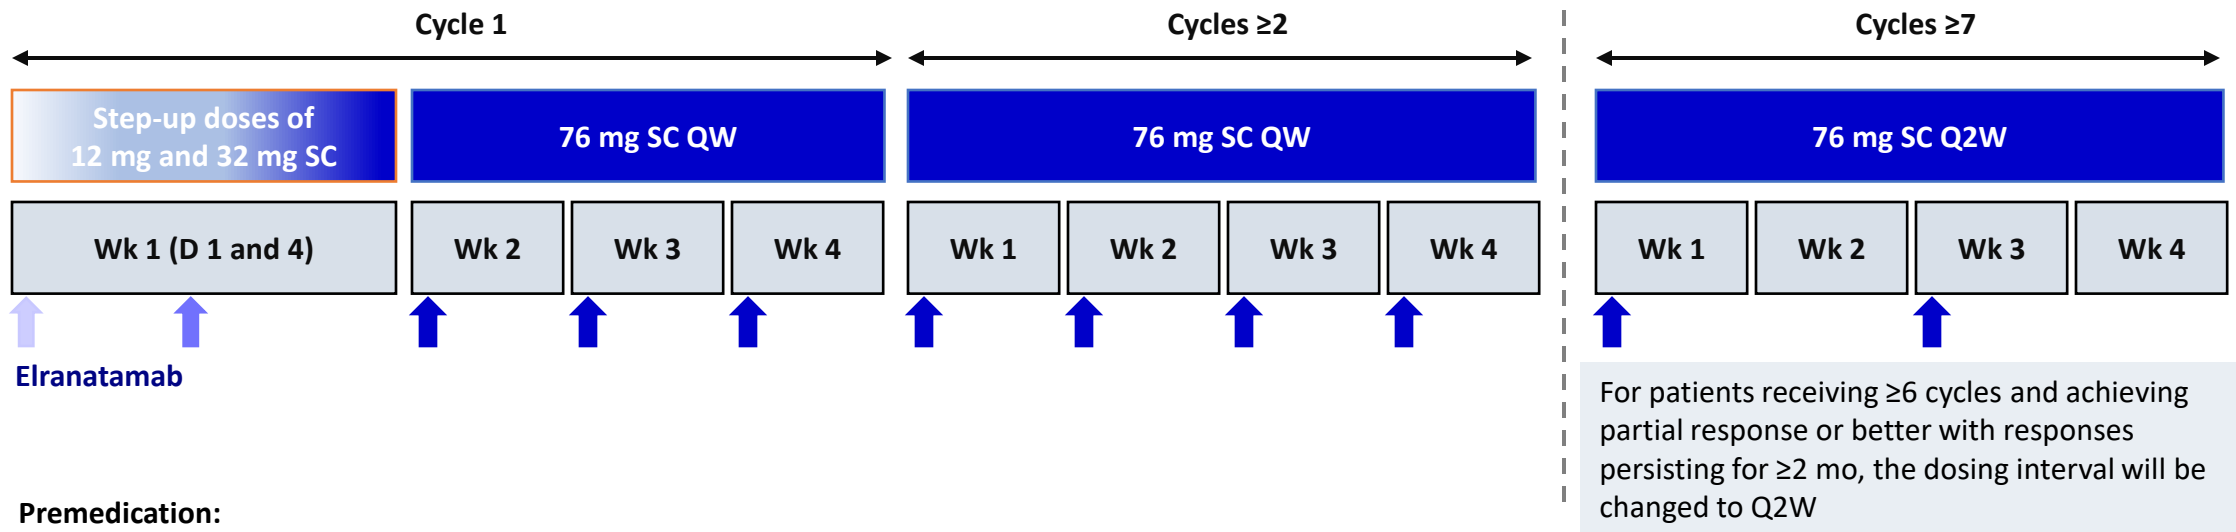 Cycle 1
Cycles ≥2
Cycles ≥7
Step-up doses of
12 mg and 32 mg SC
76 mg SC QW
76 mg SC QW
76 mg SC Q2W
Wk 1 (D 1 and 4)
Wk 2
Wk 3
Wk 4
Wk 1
Wk 2
Wk 3
Wk 4
Wk 1
Wk 2
Wk 3
Wk 4
Elranatamab
For patients receiving ≥6 cycles and achieving
partial response or better with responses
persisting for ≥2 mo, the dosing interval will be
changed to Q2W
Premedication: